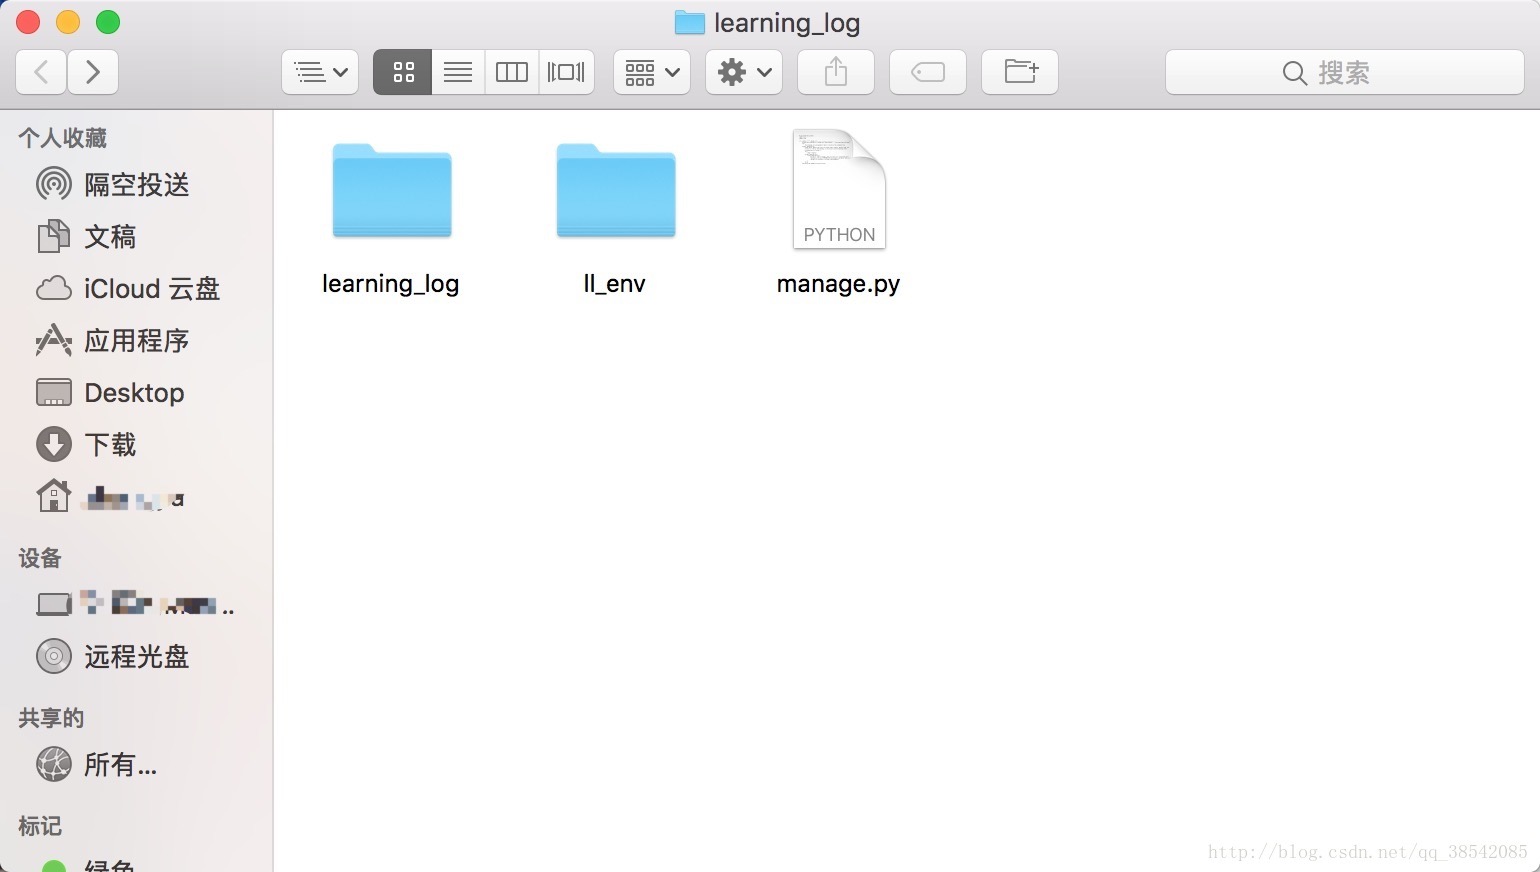 learning_log
搜索
个人收藏
隔空投送
文稿
iCloud 云盘
应用程序
Desktop
下载
设备
远程光盘
共享的
所有...
标记
绿色
learning_log
ll_env
PYTHON
manage.py
http://blog.csdn.net/qq_38542085